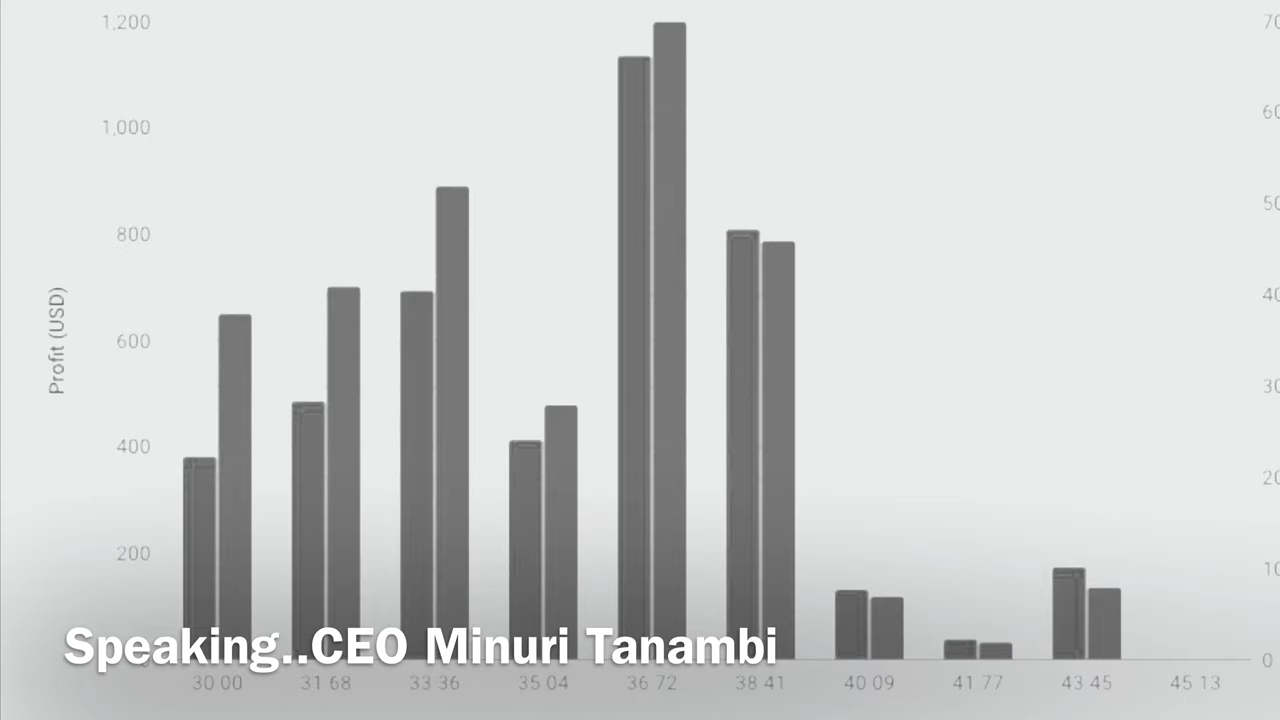 1,200
1,000
800
600
400
200
Profit (USD)
Speaking..CEO Minuri Tanambi
30 00 31 68 33 36 35 04 36 72 38 41 40 09 41 77 43 45 45 13
10
0